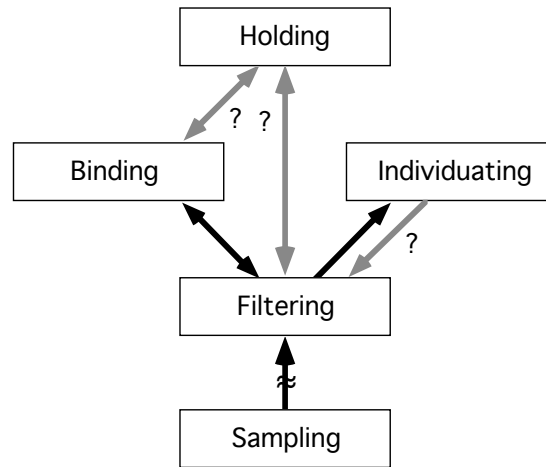 Holding
?
?
Binding
Individuating
?
Filtering
≈
Sampling